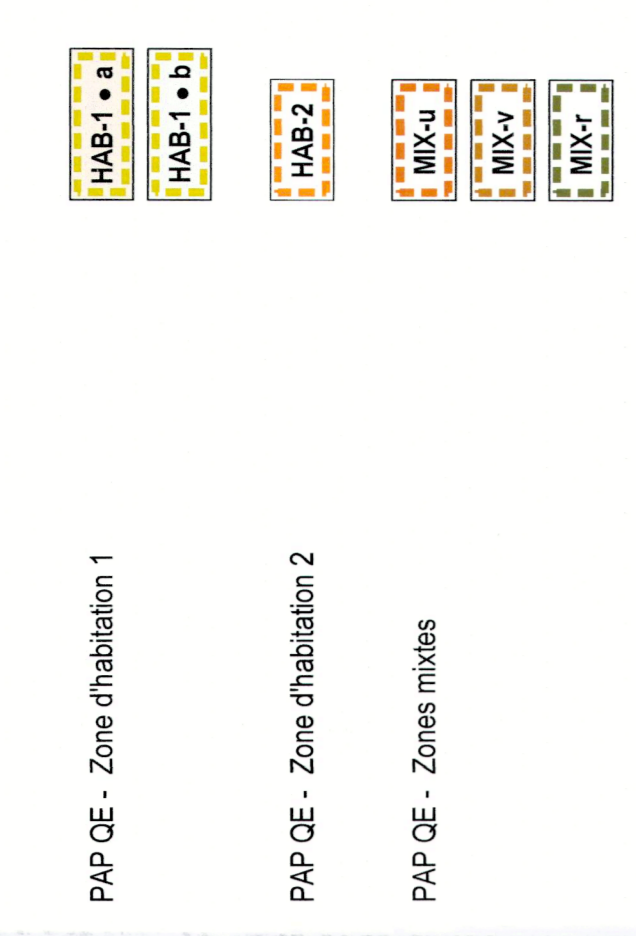 PAP QE - Zone d'habitation 1
HAB-1 • a
HAB-1 • b
PAP QE - Zone d'habitation 2
HAB-2
PAP QE - Zones mixtes
MIX-u
MIX-v
MIX-r